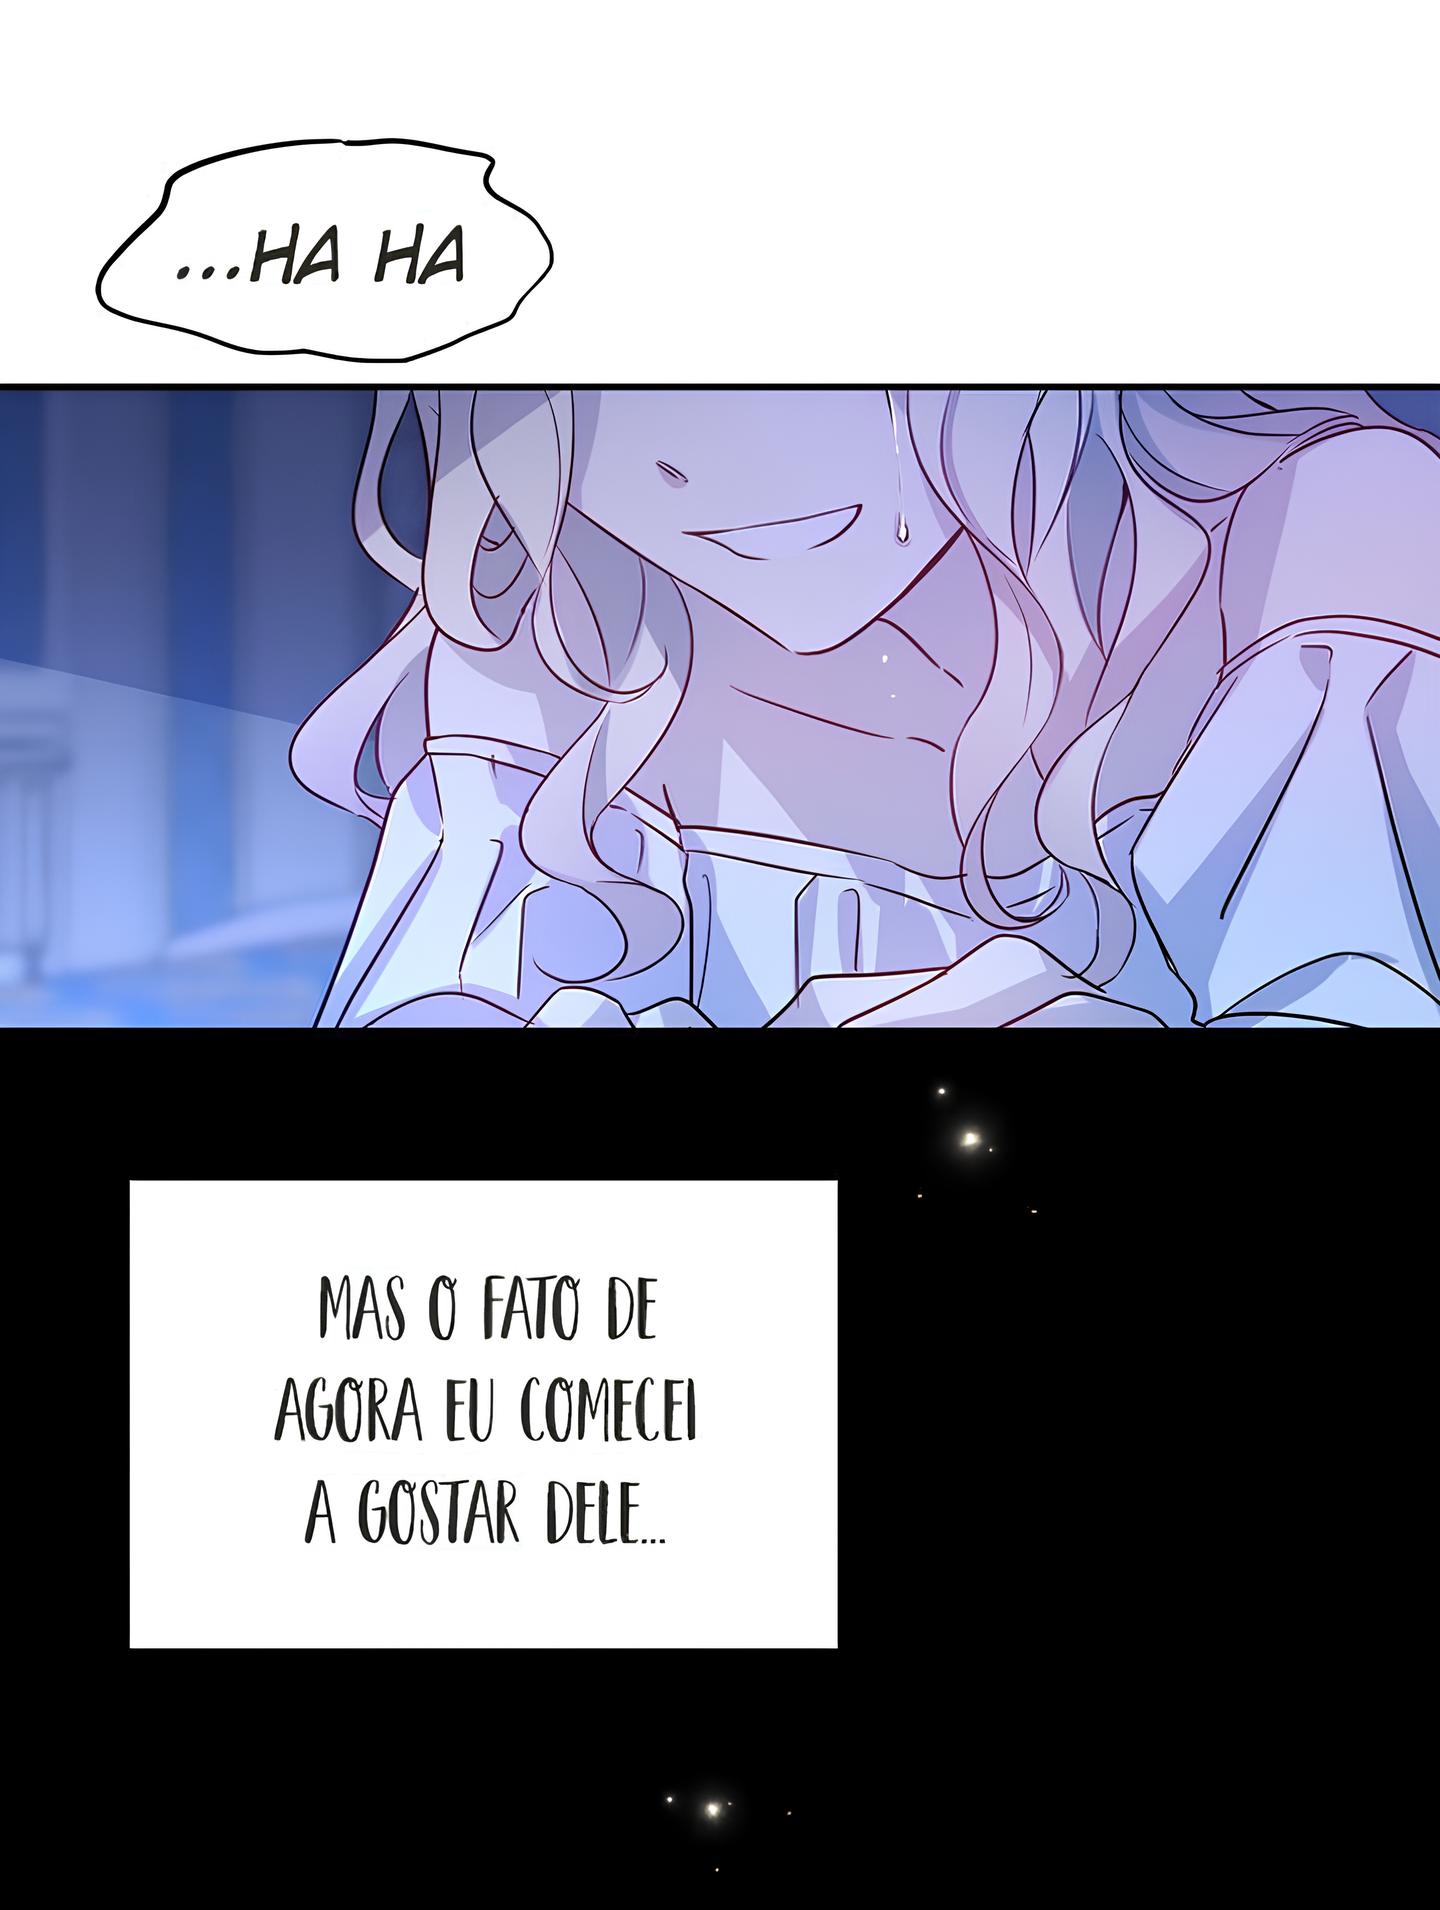 ...HA HA
MAS O FATO DE
AGORA EU COMECEI
A GOSTAR DELE...